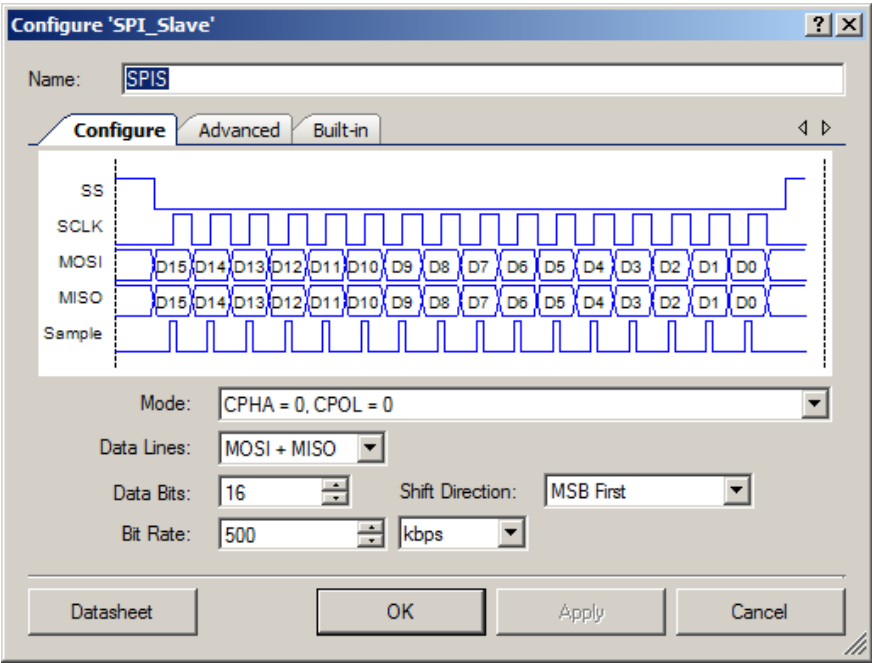 Configure 'SPI_Slave'
?
Name: SPIS
Configure Advanced Built-in
SS
SCLK
MOSI D15 D14 D13 D12 D11 D10 D9 D8 D7 D6 D5 D4 D3 D2 D1 D0
MISO D15 D14 D13 D12 D11 D10 D9 D8 D7 D6 D5 D4 D3 D2 D1 D0
Sample
Mode: CPHA = 0, CPOL = 0
Data Lines: MOSI + MISO
Data Bits: 16 Shift Direction: MSB First
Bit Rate: 500 kbps
Datasheet OK Apply Cancel